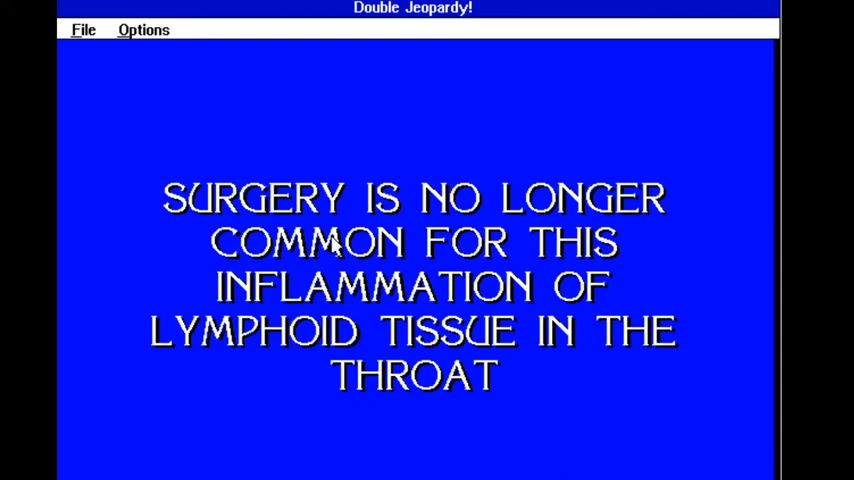 Double Jeopardy!
File Options
SURGERY IS NO LONGER
COMMON FOR THIS
INFLAMMATION OF
LYMPHOID TISSUE IN THE
THROAT